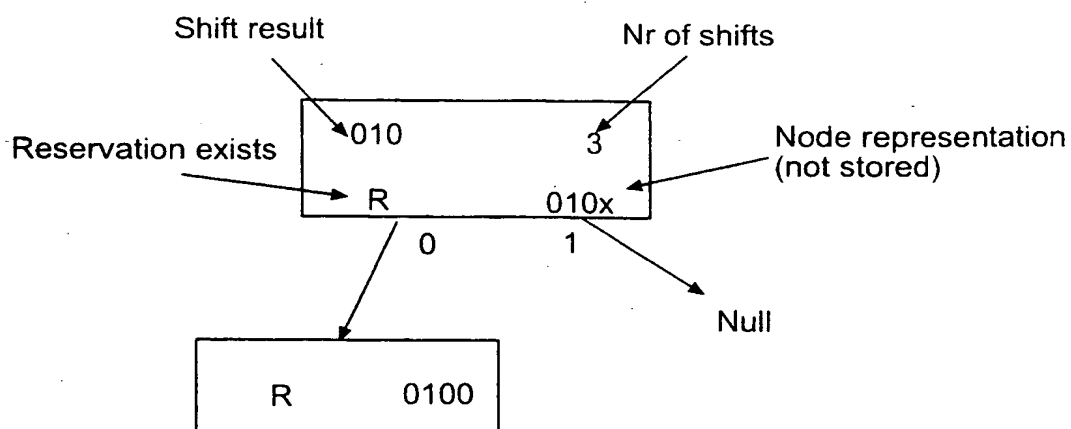 Shift result
Nr of shifts
010
3
Reservation exists
Node representation
(not stored)
R
010x
0
1
Null
R
0100